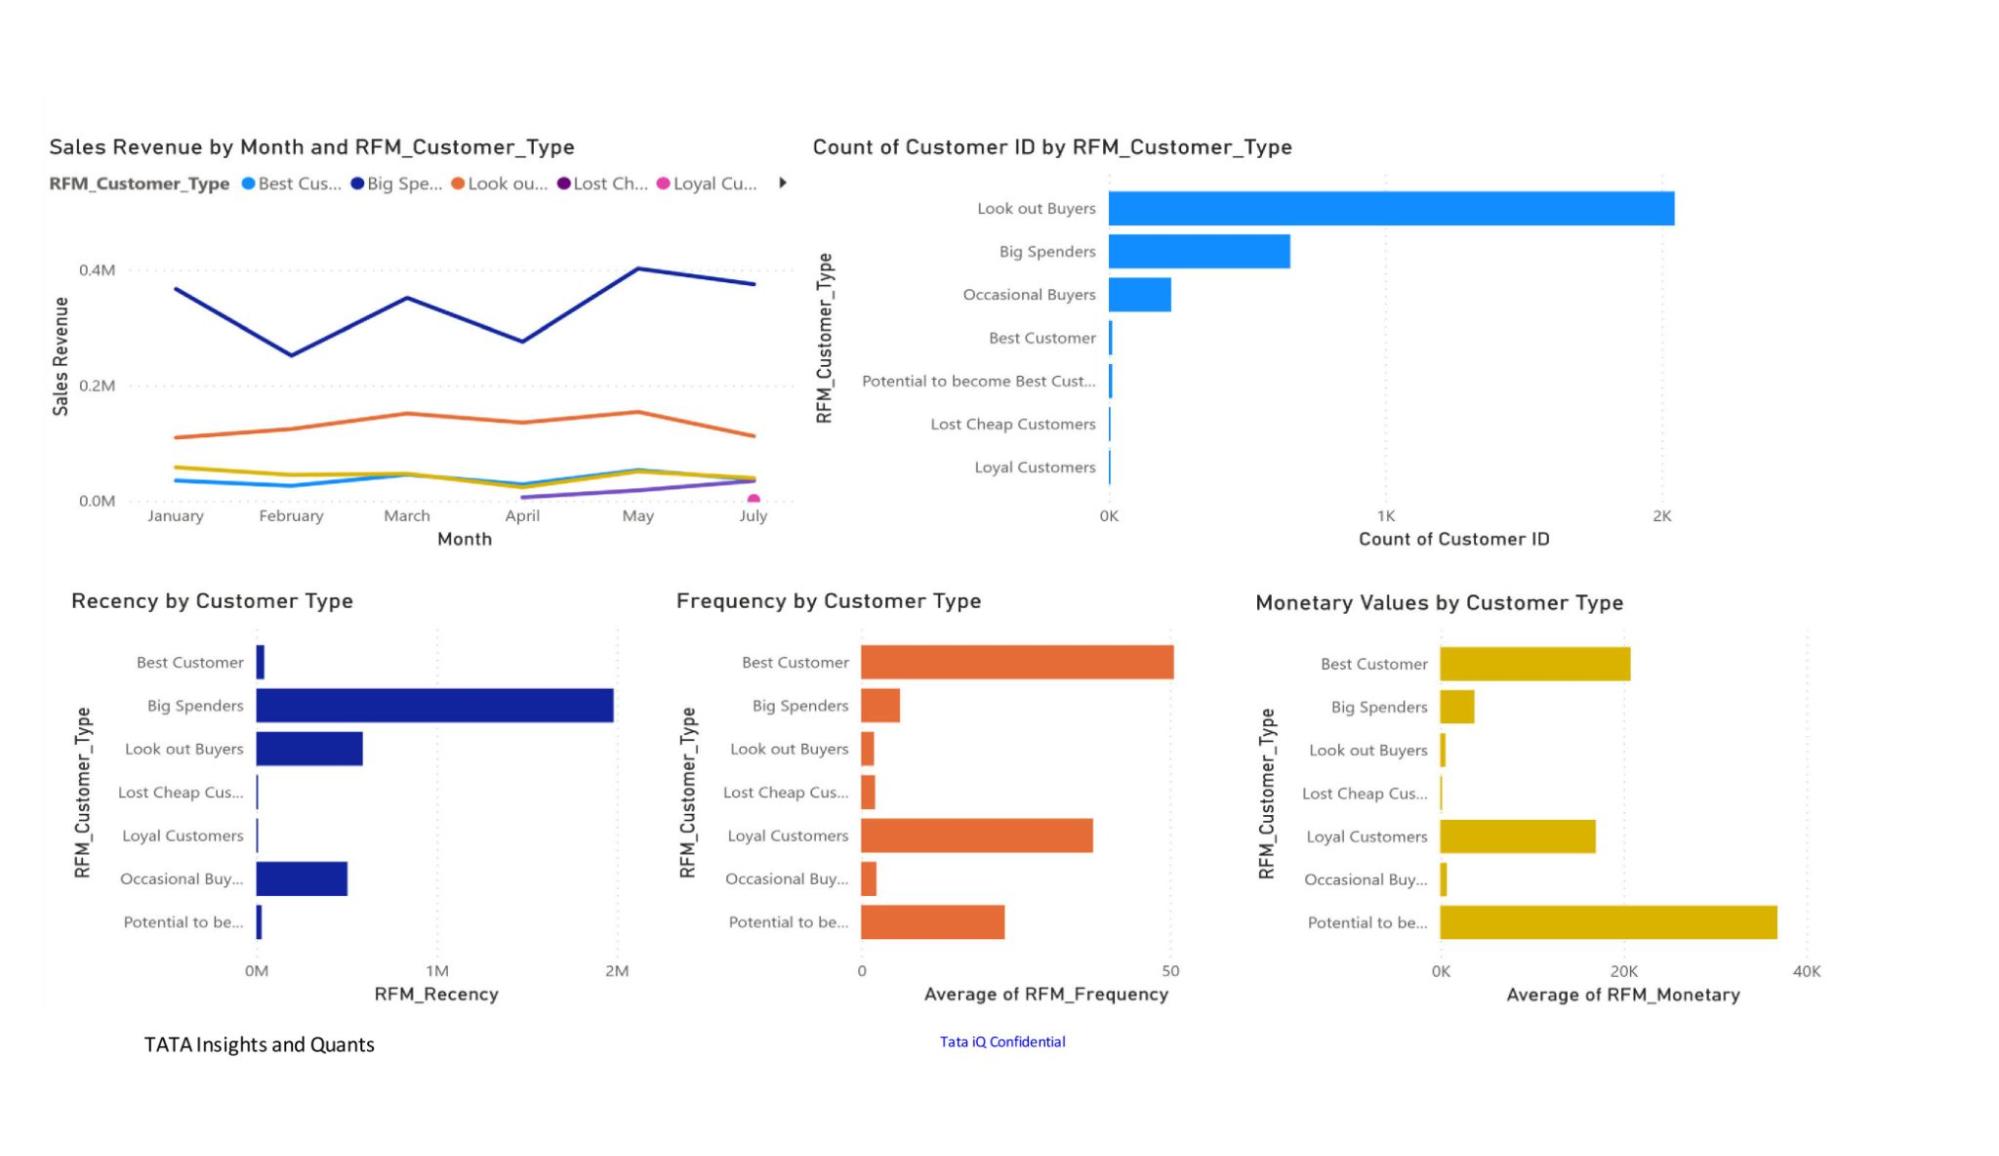 Sales Revenue by Month and RFM_Customer_Type
RFM_Customer_Type Best Cus... Big Spe... Look ou... Lost Ch... Loyal Cu...
Sales Revenue
0.4M
0.2M
0.0M
January February March April May July
Month
Count of Customer ID by RFM_Customer_Type
RFM_Customer_Type
Look out Buyers
Big Spenders
Occasional Buyers
Best Customer
Potential to become Best Cust...
Lost Cheap Customers
Loyal Customers
0K 1K 2K
Count of Customer ID
Recency by Customer Type
RFM_Customer_Type
Best Customer
Big Spenders
Look out Buyers
Lost Cheap Cus...
Loyal Customers
Occasional Buy...
Potential to be...
0M 1M 2M
RFM_Recency
Frequency by Customer Type
RFM_Customer_Type
Best Customer
Big Spenders
Look out Buyers
Lost Cheap Cus...
Loyal Customers
Occasional Buy...
Potential to be...
0 50
Average of RFM_Frequency
Monetary Values by Customer Type
RFM_Customer_Type
Best Customer
Big Spenders
Look out Buyers
Lost Cheap Cus...
Loyal Customers
Occasional Buy...
Potential to be...
0K 20K 40K
Average of RFM_Monetary
TATA Insights and Quants
Tata iQ Confidential